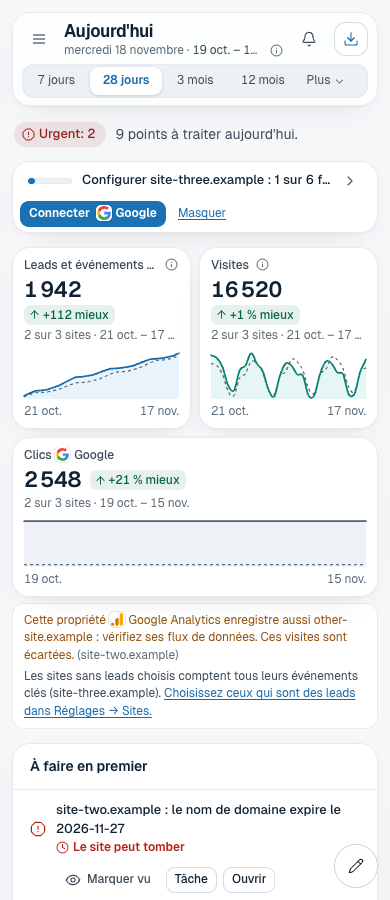 Aujourd'hui
mercredi 18 novembre · 19 oct. – 1…
7 jours
28 jours
3 mois
12 mois
Plus
Urgent: 2
9 points à traiter aujourd'hui.
Configurer site-three.example : 1 sur 6 f…
Connecter Google
Masquer
Leads et événements …
1 942
+112 mieux
2 sur 3 sites · 21 oct. – 17 …
21 oct.
17 nov.
Visites
16 520
+1 % mieux
2 sur 3 sites · 21 oct. – 17 …
21 oct.
17 nov.
Clics Google
2 548
+21 % mieux
2 sur 3 sites · 19 oct. – 15 nov.
19 oct.
15 nov.
Cette propriété Google Analytics enregistre aussi other-
site.example : vérifiez ses flux de données. Ces visites sont
écartées. (site-two.example)
Les sites sans leads choisis comptent tous leurs événements
clés (site-three.example). Choisissez ceux qui sont des leads
dans Réglages → Sites.
À faire en premier
site-two.example : le nom de domaine expire le
2026-11-27
Le site peut tomber
Marquer vu
Tâche
Ouvrir